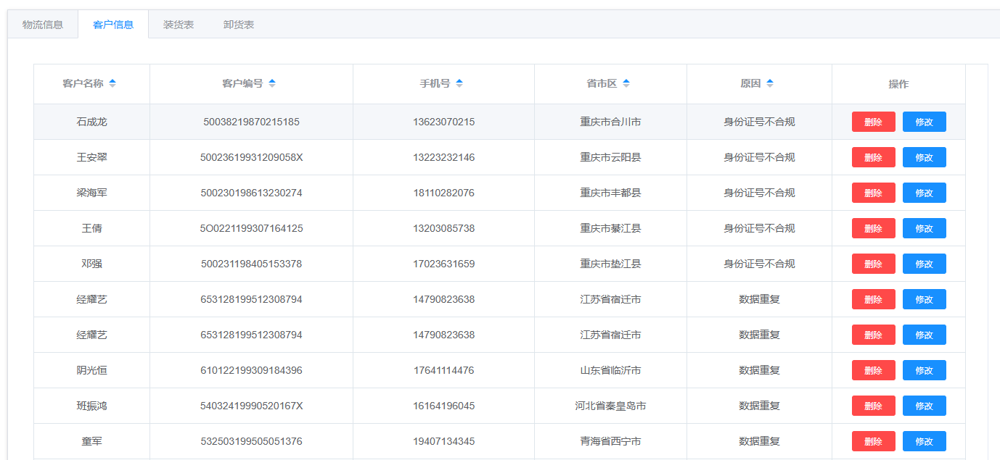 物流信息 客户信息 装货表 卸货表
客户名称 客户编号 手机号 省市区 原因 操作
石成龙 50038219870215185 13623070215 重庆市合川市 身份证号不合规 删除 修改
王安翠 50023619931209058X 13223232146 重庆市云阳县 身份证号不合规 删除 修改
梁海军 500230198613230274 18110282076 重庆市丰都县 身份证号不合规 删除 修改
王倩 5O0221199307164125 13203085738 重庆市綦江县 身份证号不合规 删除 修改
邓强 500231198405153378 17023631659 重庆市垫江县 身份证号不合规 删除 修改
经耀艺 653128199512308794 14790823638 江苏省宿迁市 数据重复 删除 修改
经耀艺 653128199512308794 14790823638 江苏省宿迁市 数据重复 删除 修改
阴光恒 610122199309184396 17641114476 山东省临沂市 数据重复 删除 修改
班振鸿 54032419990520167X 16164196045 河北省秦皇岛市 数据重复 删除 修改
童军 532503199505051376 19407134345 青海省西宁市 数据重复 删除 修改